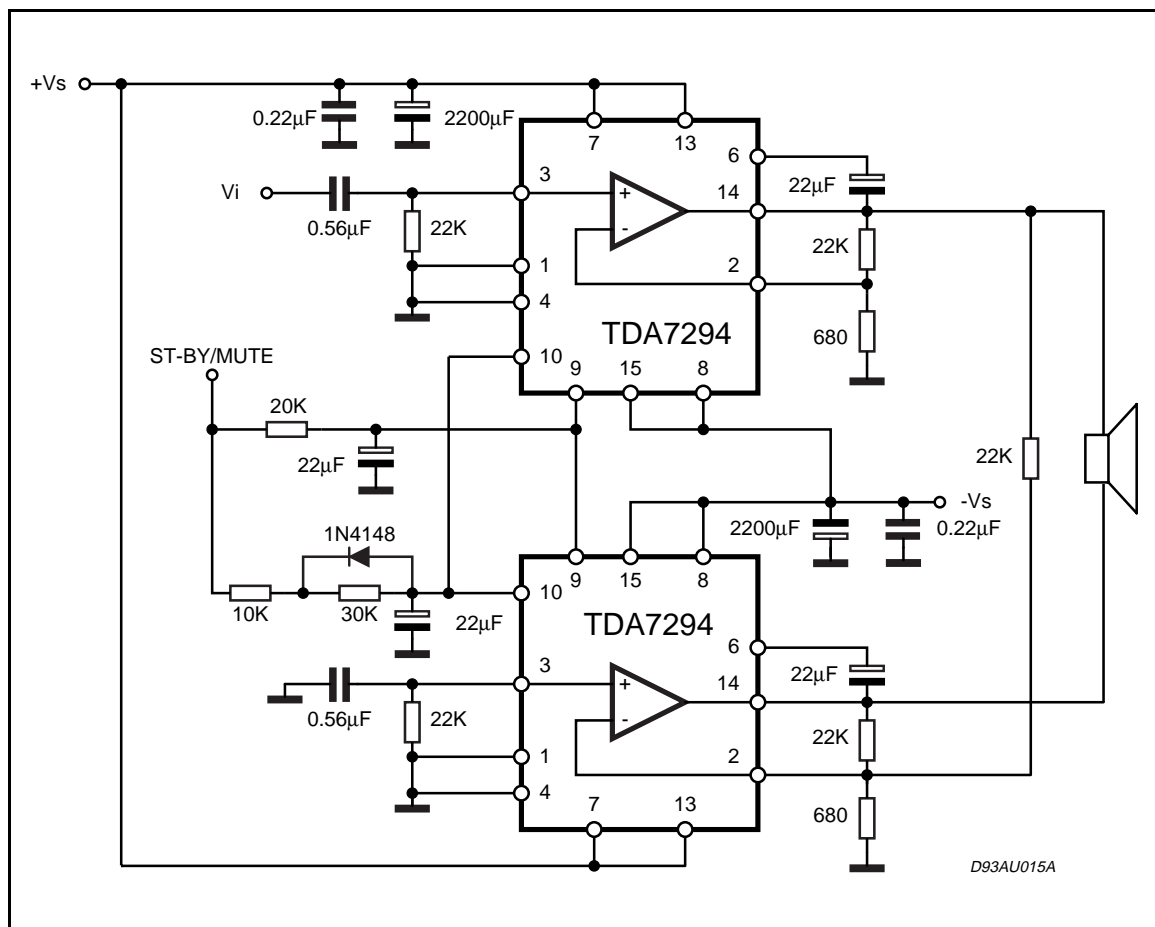 +Vs
0.22µF
2200µF
7
13
6
22µF
3
14
Vi
0.56µF
22K
+
-
22K
1
2
4
TDA7294
680
ST-BY/MUTE
10
9
15
8
20K
22µF
22K
-Vs
2200µF
0.22µF
1N4148
9
15
8
10K
30K
22µF
10
TDA7294
6
22µF
3
14
0.56µF
22K
+
-
22K
1
2
4
7
13
680
D93AU015A